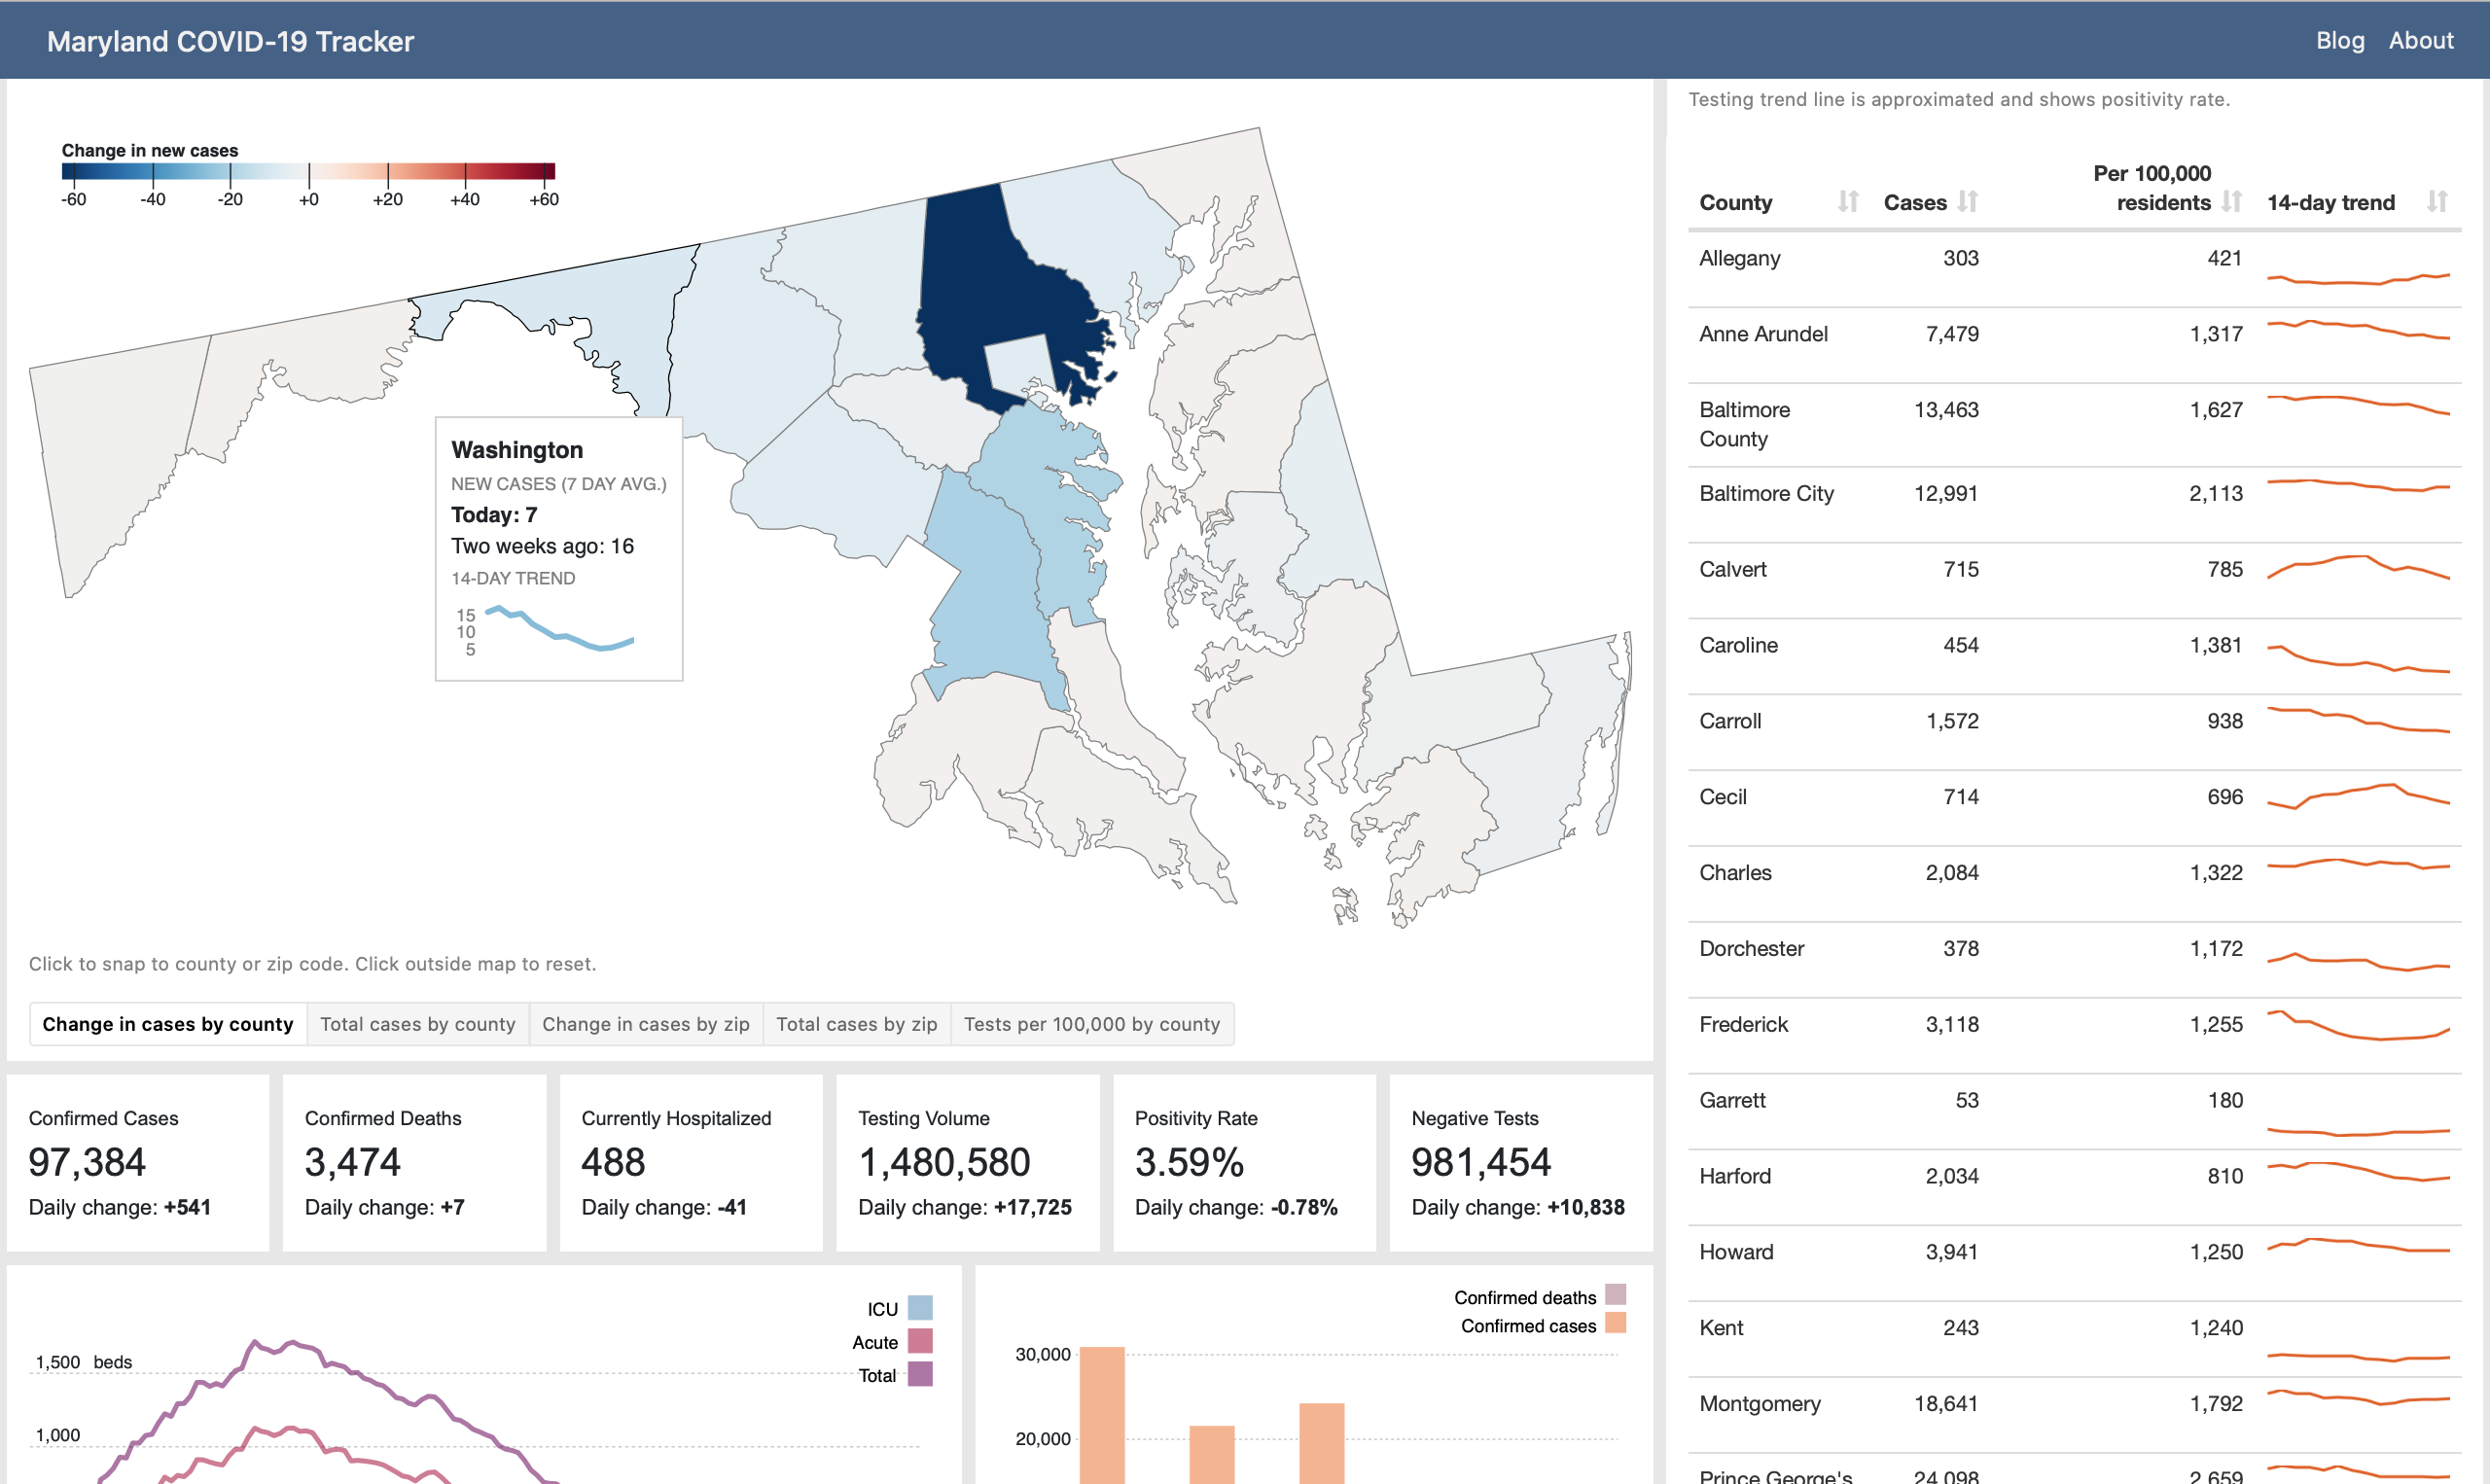 Maryland COVID-19 Tracker
Blog About
Change in new cases
-60 -40 -20 +0 +20 +40 +60
Washington
NEW CASES (7 DAY AVG.)
Today: 7
Two weeks ago: 16
14-DAY TREND
15
10
5
Click to snap to county or zip code. Click outside map to reset.
Change in cases by county Total cases by county Change in cases by zip Total cases by zip Tests per 100,000 by county
Confirmed Cases
97,384
Daily change: +541
Confirmed Deaths
3,474
Daily change: +7
Currently Hospitalized
488
Daily change: -41
Testing Volume
1,480,580
Daily change: +17,725
Positivity Rate
3.59%
Daily change: -0.78%
Negative Tests
981,454
Daily change: +10,838
ICU
Acute
Total
1,500 beds
1,000
Confirmed deaths
Confirmed cases
30,000
20,000
Testing trend line is approximated and shows positivity rate.
Per 100,000
County Cases residents 14-day trend
Allegany 303 421
Anne Arundel 7,479 1,317
Baltimore 13,463 1,627
County
Baltimore City 12,991 2,113
Calvert 715 785
Caroline 454 1,381
Carroll 1,572 938
Cecil 714 696
Charles 2,084 1,322
Dorchester 378 1,172
Frederick 3,118 1,255
Garrett 53 180
Harford 2,034 810
Howard 3,941 1,250
Kent 243 1,240
Montgomery 18,641 1,792
Prince George's 24,098 2,659